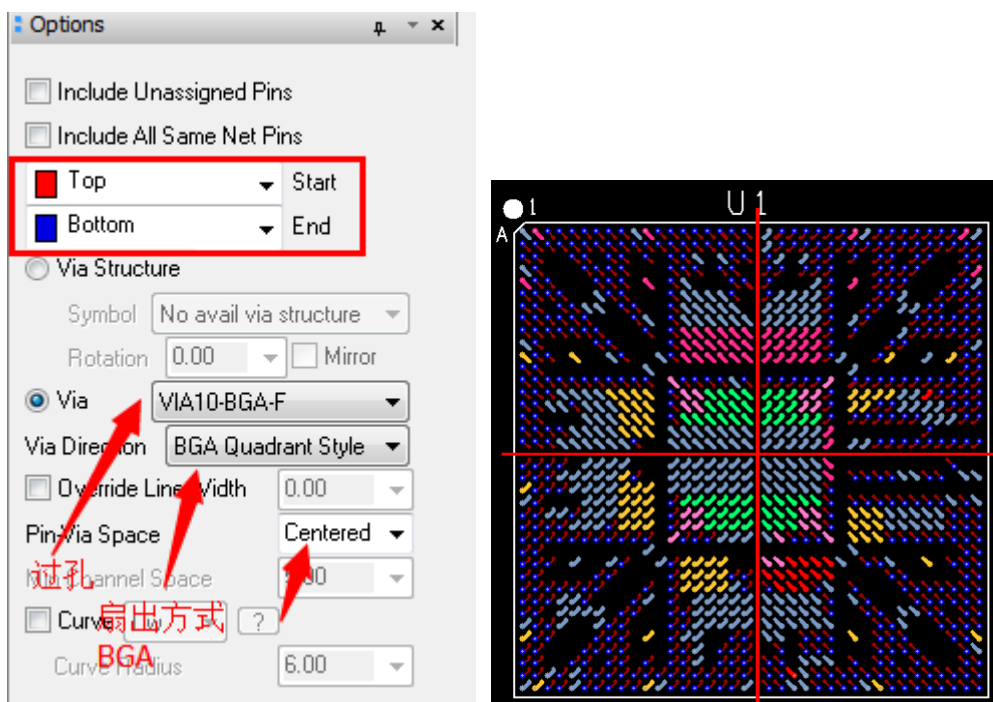 Options
Include Unassigned Pins
Include All Same Net Pins
Top Start
Bottom End
Via Structure
Symbol No avail via structure
Rotation 0.00 Mirror
Via VIA10-BGA-F
Via Direction BGA Quadrant Style
Override Line Width 0.00
Pin-Via Space Centered
过孔
Channel Space
扇出方式
Curve ?
BGA
Curve Radius 6.00
1
U 1
A